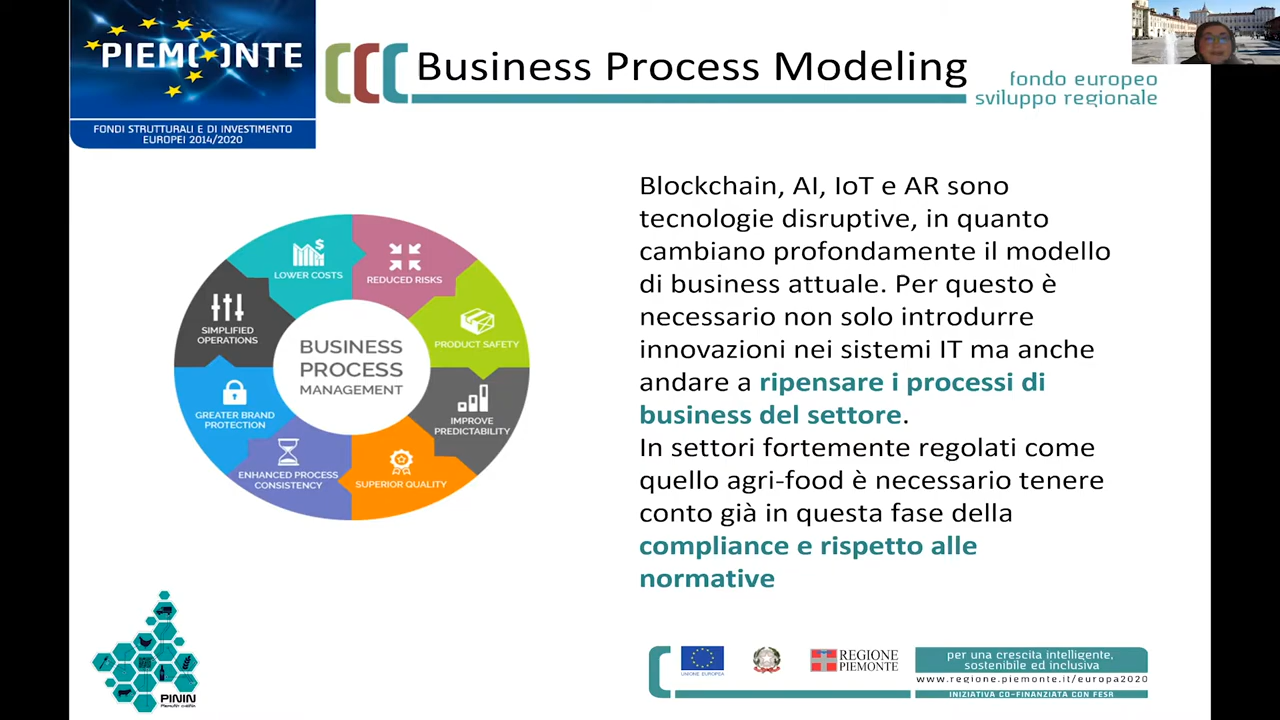 PIEMONTE
FONDI STRUTTURALI E DI INVESTIMENTO
EUROPEI 2014/2020
Business Process Modeling
fondo europeo
sviluppo regionale
LOWER COSTS
REDUCED RISKS
PRODUCT SAFETY
IMPROVE
PREDICTABILITY
SUPERIOR QUALITY
ENHANCED PROCESS
CONSISTENCY
GREATER BRAND
PROTECTION
SIMPLIFIED
OPERATIONS
BUSINESS
PROCESS
MANAGEMENT
Blockchain, AI, IoT e AR sono
tecnologie disruptive, in quanto
cambiano profondamente il modello
di business attuale. Per questo è
necessario non solo introdurre
innovazioni nei sistemi IT ma anche
andare a ripensare i processi di
business del settore.
In settori fortemente regolati come
quello agri-food è necessario tenere
conto già in questa fase della
compliance e rispetto alle
normative
PININ
UNIONE EUROPEA
REGIONE
PIEMONTE
per una crescita intelligente,
sostenibile ed inclusiva
www.regione.piemonte.it/europa2020
INIZIATIVA CO-FINANZIATA CON FESR